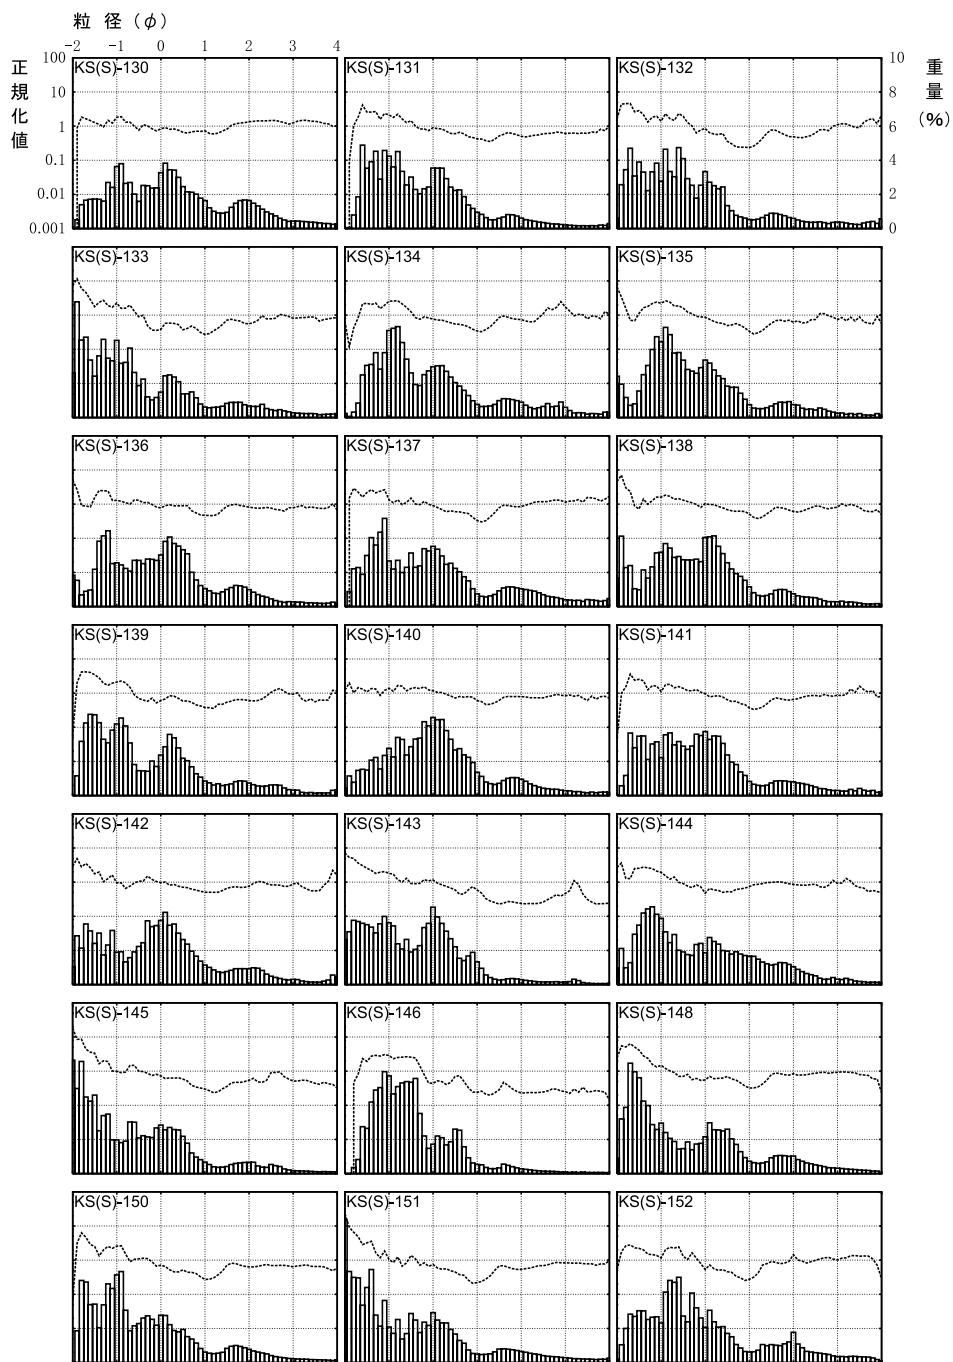 粒 径 (φ)
-2 -1 0 1 2 3 4
正規化値
重量(%)
100 10 1 0.1 0.01 0.001
10 8 6 4 2 0
KS(S)-130 KS(S)-131 KS(S)-132
KS(S)-133 KS(S)-134 KS(S)-135
KS(S)-136 KS(S)-137 KS(S)-138
KS(S)-139 KS(S)-140 KS(S)-141
KS(S)-142 KS(S)-143 KS(S)-144
KS(S)-145 KS(S)-146 KS(S)-148
KS(S)-150 KS(S)-151 KS(S)-152